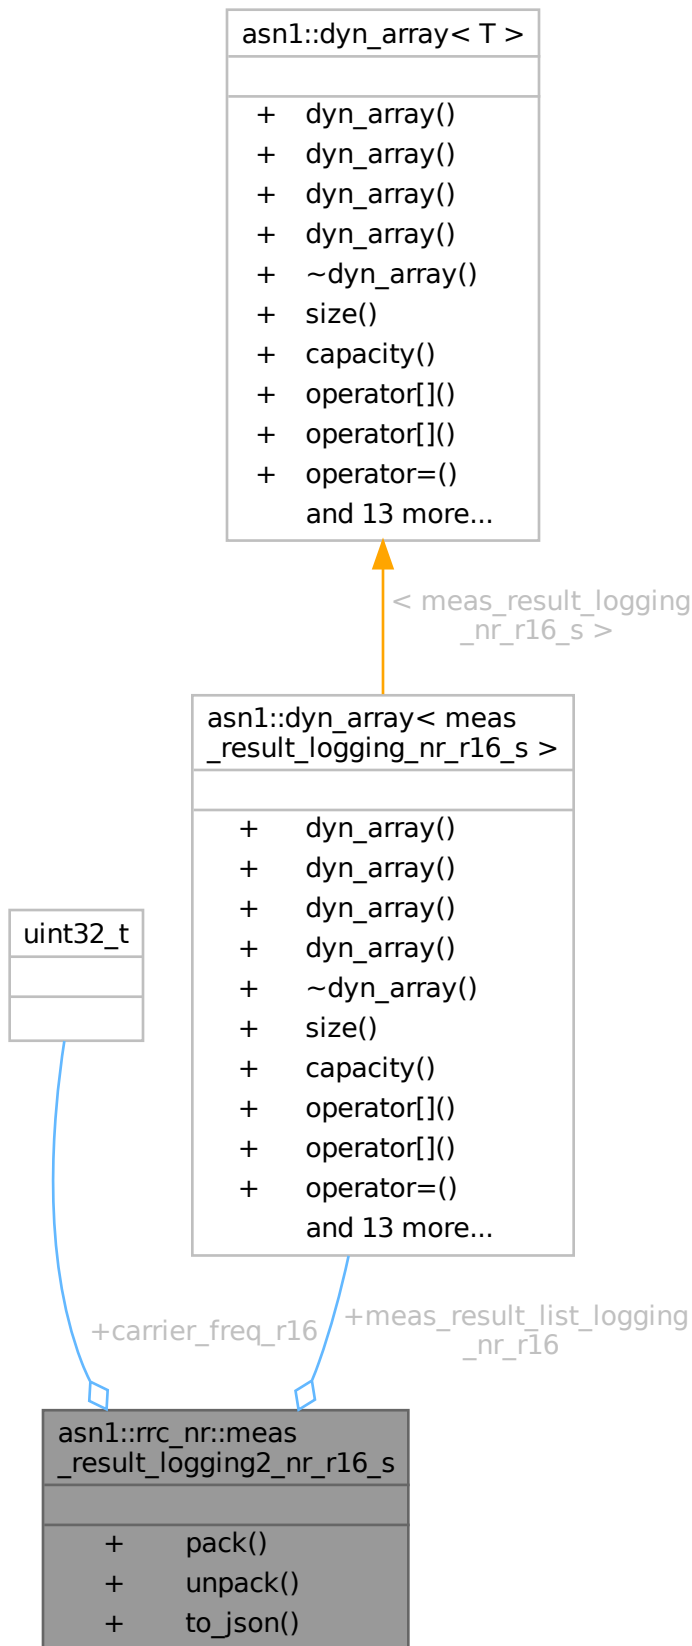 asn1::dyn_array< T >
+ dyn_array()
+ dyn_array()
+ dyn_array()
+ dyn_array()
+ ~dyn_array()
+ size()
+ capacity()
+ operator[]()
+ operator[]()
+ operator=()
and 13 more...
< meas_result_logging
_nr_r16_s >
asn1::dyn_array< meas
_result_logging_nr_r16_s >
+ dyn_array()
+ dyn_array()
+ dyn_array()
+ dyn_array()
+ ~dyn_array()
+ size()
+ capacity()
+ operator[]()
+ operator[]()
+ operator=()
and 13 more...
uint32_t
+carrier_freq_r16
+meas_result_list_logging
_nr_r16
asn1::rrc_nr::meas
_result_logging2_nr_r16_s
+ pack()
+ unpack()
+ to_json()